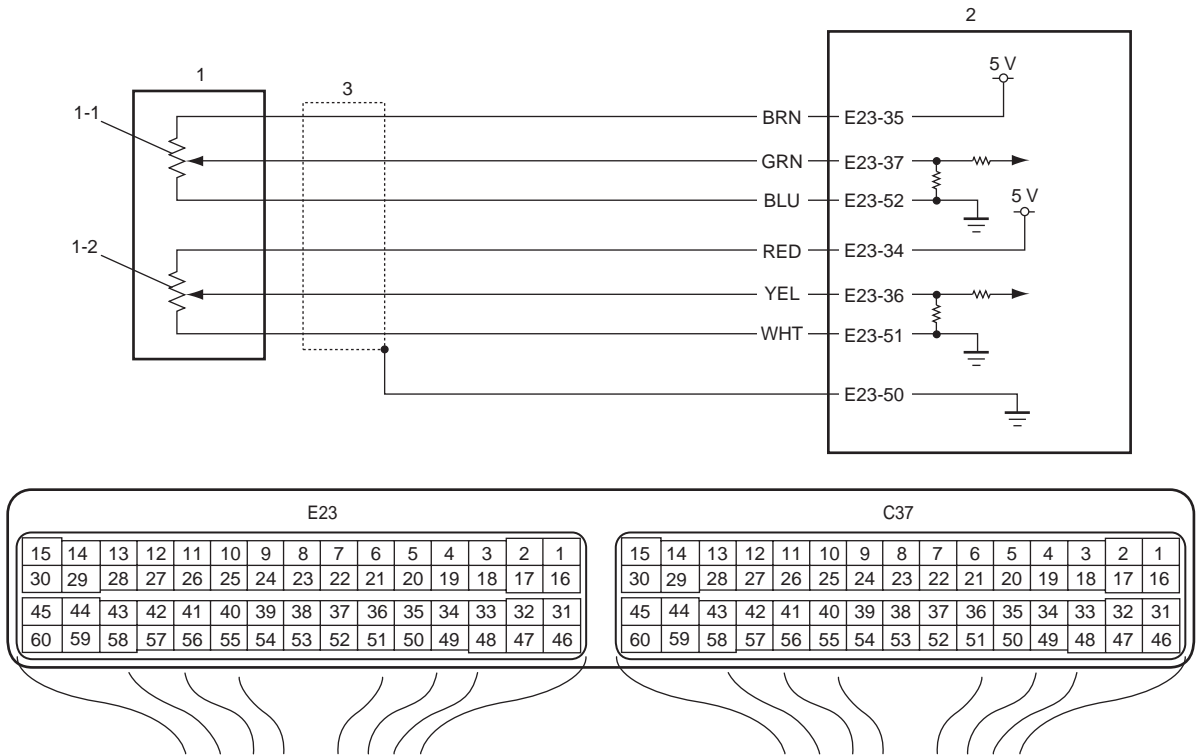 2
5 V
1
3
1-1
BRN E23-35
GRN E23-37
BLU E23-52
5 V
1-2
RED E23-34
YEL E23-36
WHT E23-51
E23-50
E23 C37
15 14 13 12 11 10 9 8 7 6 5 4 3 2 1 15 14 13 12 11 10 9 8 7 6 5 4 3 2 1
30 29 28 27 26 25 24 23 22 21 20 19 18 17 16 30 29 28 27 26 25 24 23 22 21 20 19 18 17 16
45 44 43 42 41 40 39 38 37 36 35 34 33 32 31 45 44 43 42 41 40 39 38 37 36 35 34 33 32 31
60 59 58 57 56 55 54 53 52 51 50 49 48 47 46 60 59 58 57 56 55 54 53 52 51 50 49 48 47 46